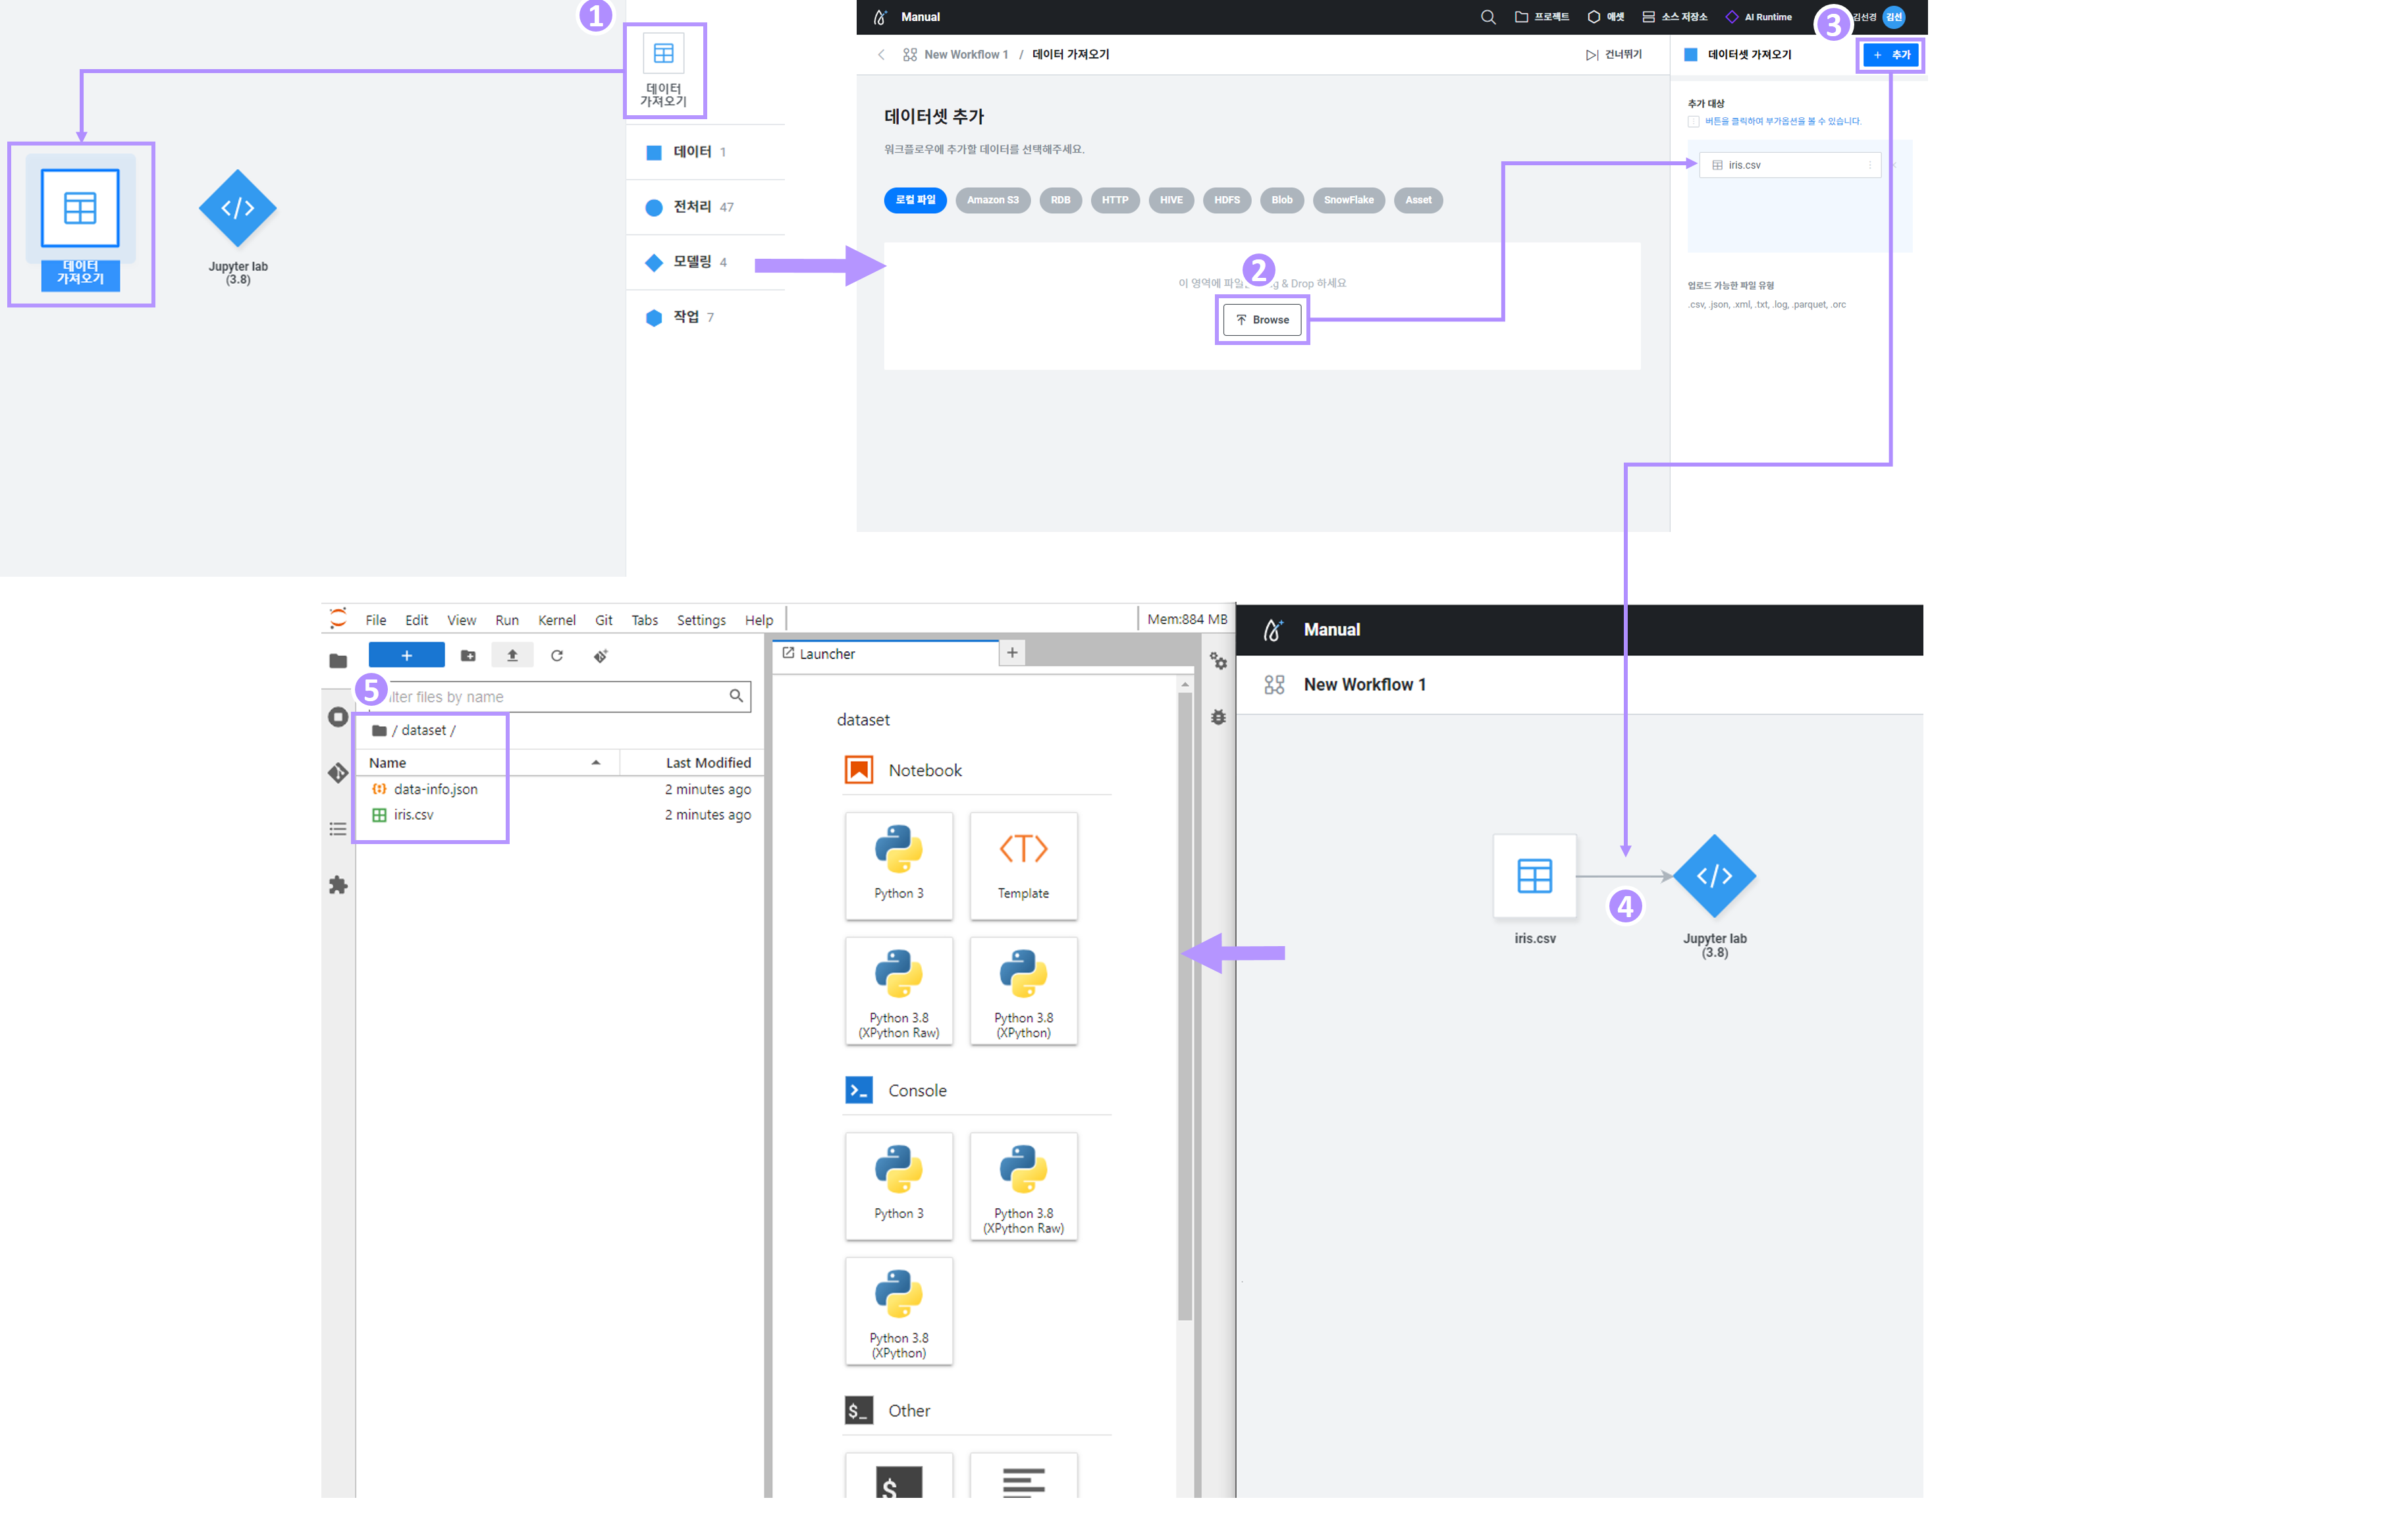 1
데이터
가져오기
데이터 1
전처리 47
모델링 4
작업 7
데이터
가져오기
Jupyter lab
(3.8)
Manual
프로젝트
애셋
소스 저장소
AI Runtime
3
김선경
김선
New Workflow 1 / 데이터 가져오기
건너뛰기
데이터셋 가져오기
+ 추가
데이터셋 추가
워크플로우에 추가할 데이터를 선택해주세요.
로컬 파일
Amazon S3
RDB
HTTP
HIVE
HDFS
Blob
SnowFlake
Asset
2
이 영역에 파일 & Drop 하세요
Browse
추가 대상
버튼을 클릭하여 부가옵션을 볼 수 있습니다.
iris.csv
업로드 가능한 파일 유형
.csv, .json, .xml, .txt, .log, .parquet, .orc
File Edit View Run Kernel Git Tabs Settings Help
Mem:884 MB
+
Launcher
+
5
files by name
/ dataset /
Name
Last Modified
data-info.json
2 minutes ago
iris.csv
2 minutes ago
dataset
Notebook
Python 3
Template
Python 3.8
(XPython Raw)
Python 3.8
(XPython)
Console
Python 3
Python 3.8
(XPython Raw)
Python 3.8
(XPython)
$_ Other
$
Manual
New Workflow 1
4
iris.csv
Jupyter lab
(3.8)